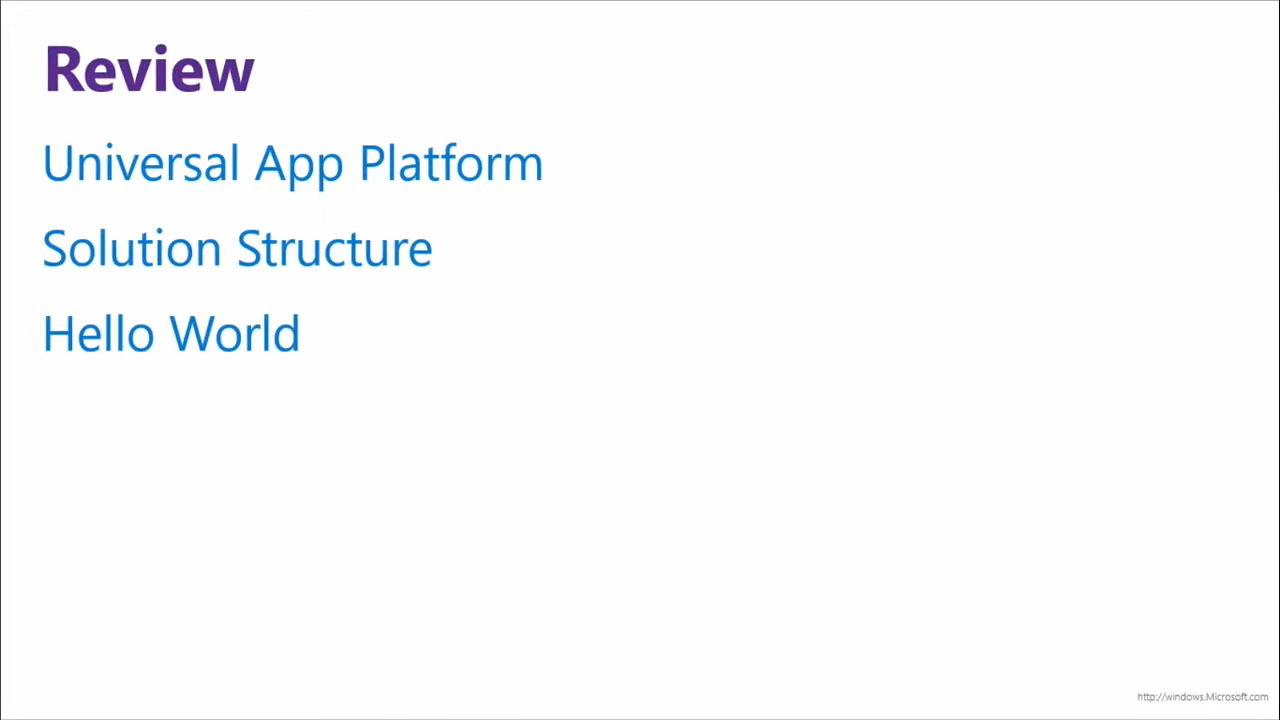 Review
Universal App Platform
Solution Structure
Hello World
http://windows.Microsoft.com